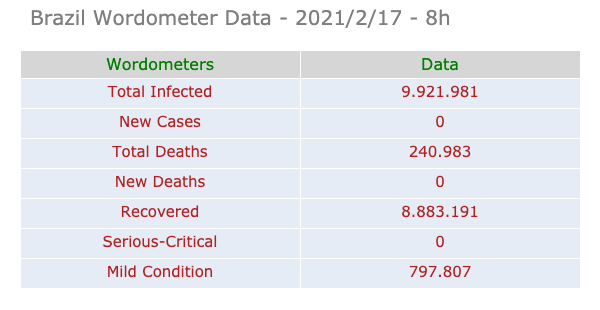 Brazil Wordometer Data - 2021/2/17 - 8h
Wordometers Data
Total Infected 9.921.981
New Cases 0
Total Deaths 240.983
New Deaths 0
Recovered 8.883.191
Serious-Critical 0
Mild Condition 797.807